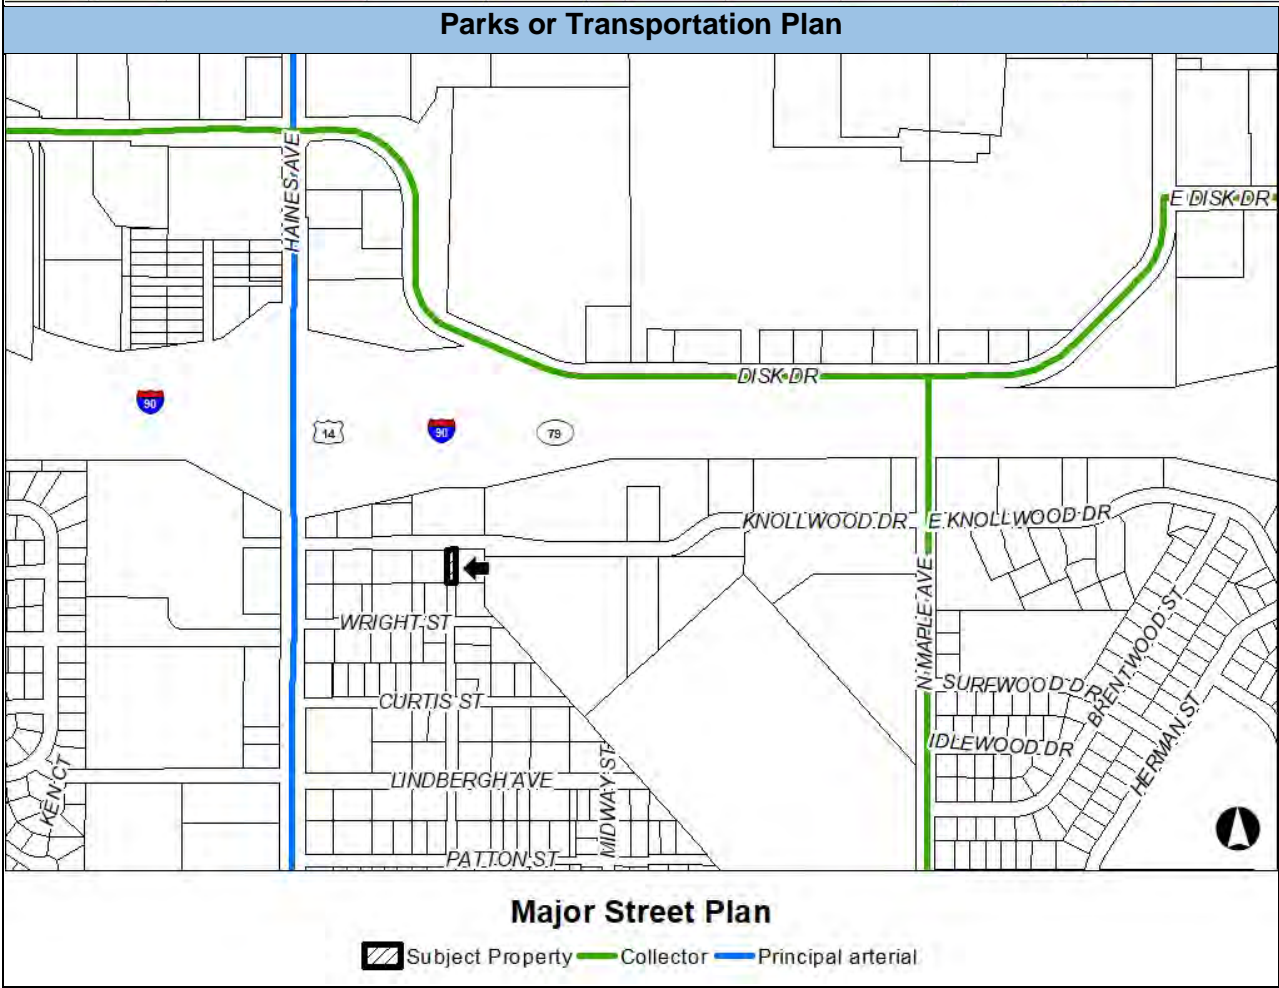 Parks or Transportation Plan
HAINES AVE
E DISK DR
DISK DR
90
14
90
79
KNOLLWOOD DR
E KNOLLWOOD DR
N MAPLE AVE
WRIGHT ST
CURTIS ST
SURFWOOD DR
BRENTWOOD ST
HERMAN ST
IDLEWOOD DR
LINDBERGH AVE
MIDWAY ST
KEN CT
PATTON ST
Major Street Plan
Subject Property Collector Principal arterial